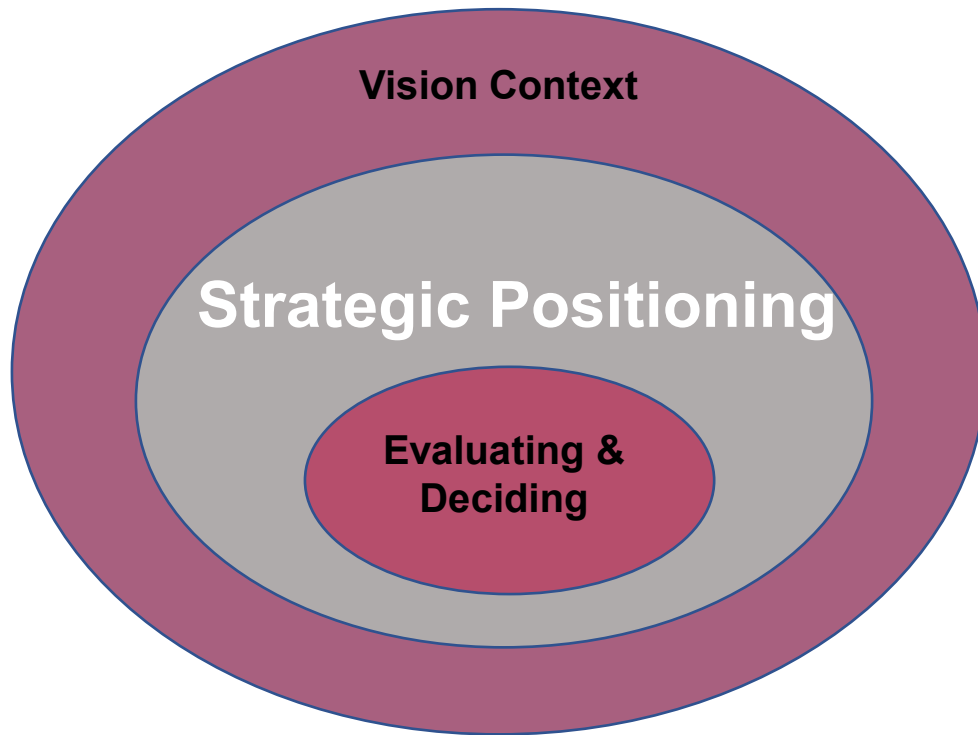 Vision Context
Strategic Positioning
Evaluating &
Deciding